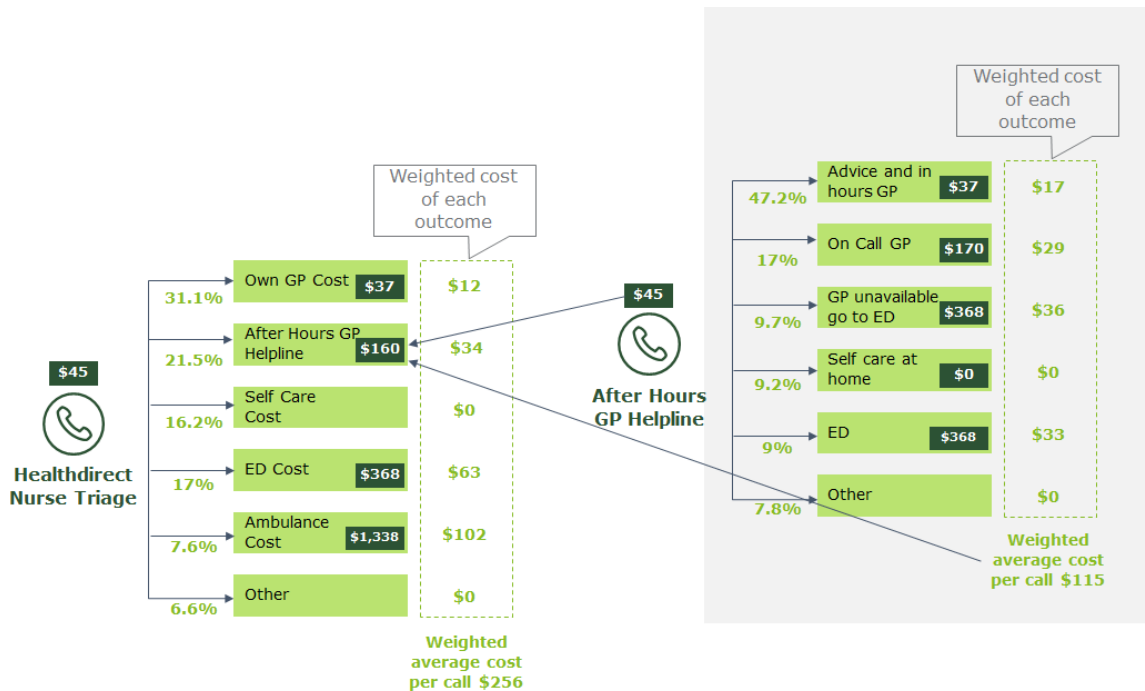 Weighted cost
of each
outcome
$45
Healthdirect
Nurse Triage
31.1%
Own GP Cost
$37
$12
21.5%
After Hours GP
Helpline
$160
$34
16.2%
Self Care
Cost
$0
17%
ED Cost
$368
$63
7.6%
Ambulance
Cost
$1,338
$102
6.6%
Other
$0
Weighted
average cost
per call $256
$45
After Hours
GP Helpline
Weighted cost
of each
outcome
47.2%
Advice and in
hours GP
$37
$17
17%
On Call GP
$170
$29
9.7%
GP unavailable
go to ED
$368
$36
9.2%
Self care at
home
$0
$0
9%
ED
$368
$33
7.8%
Other
$0
Weighted
average cost
per call $115